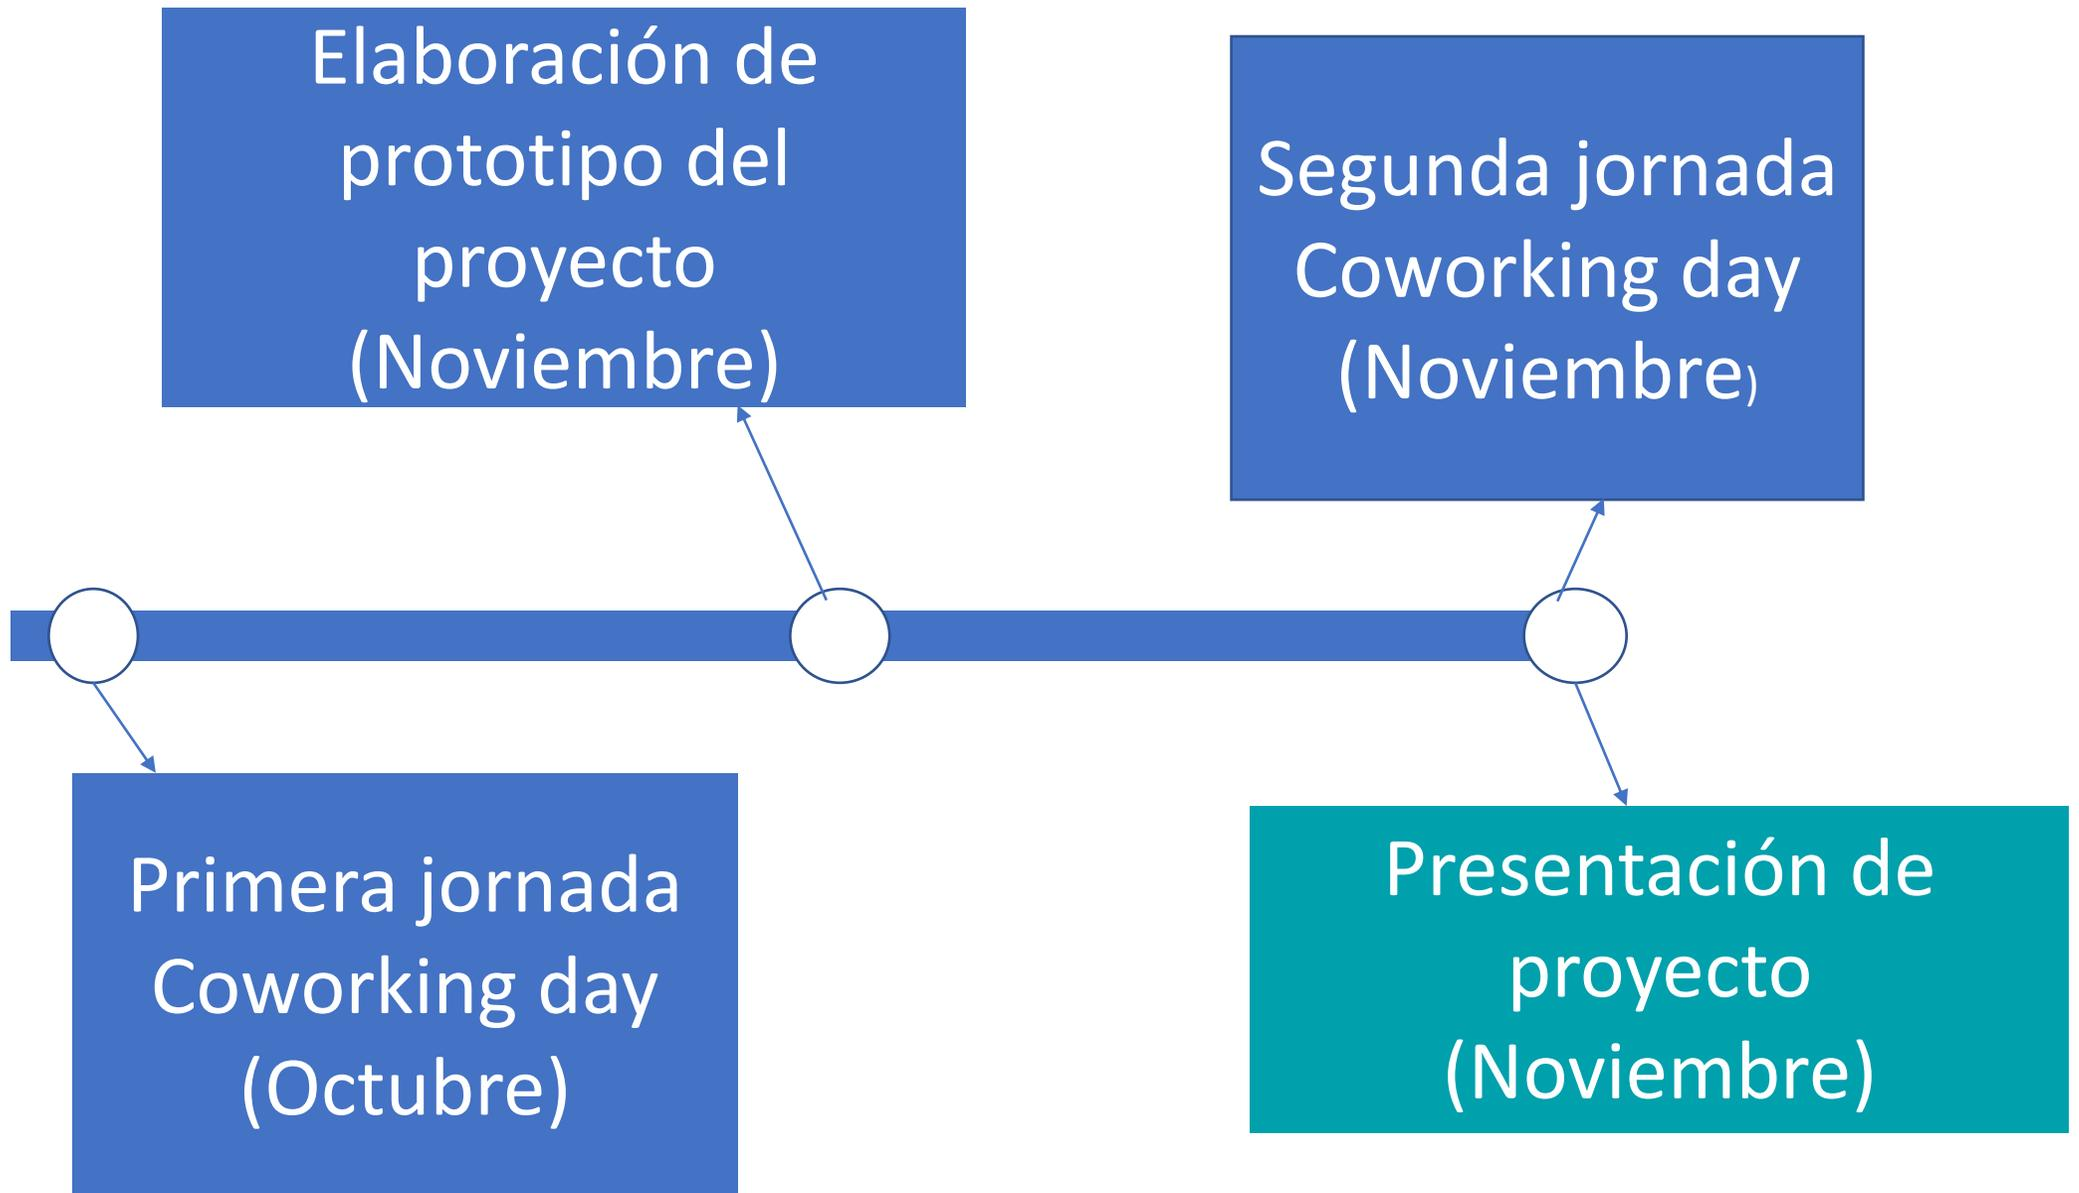 Elaboración de
prototipo del
proyecto
(Noviembre)
Segunda jornada
Coworking day
(Noviembre)
Primera jornada
Coworking day
(Octubre)
Presentación de
proyecto
(Noviembre)